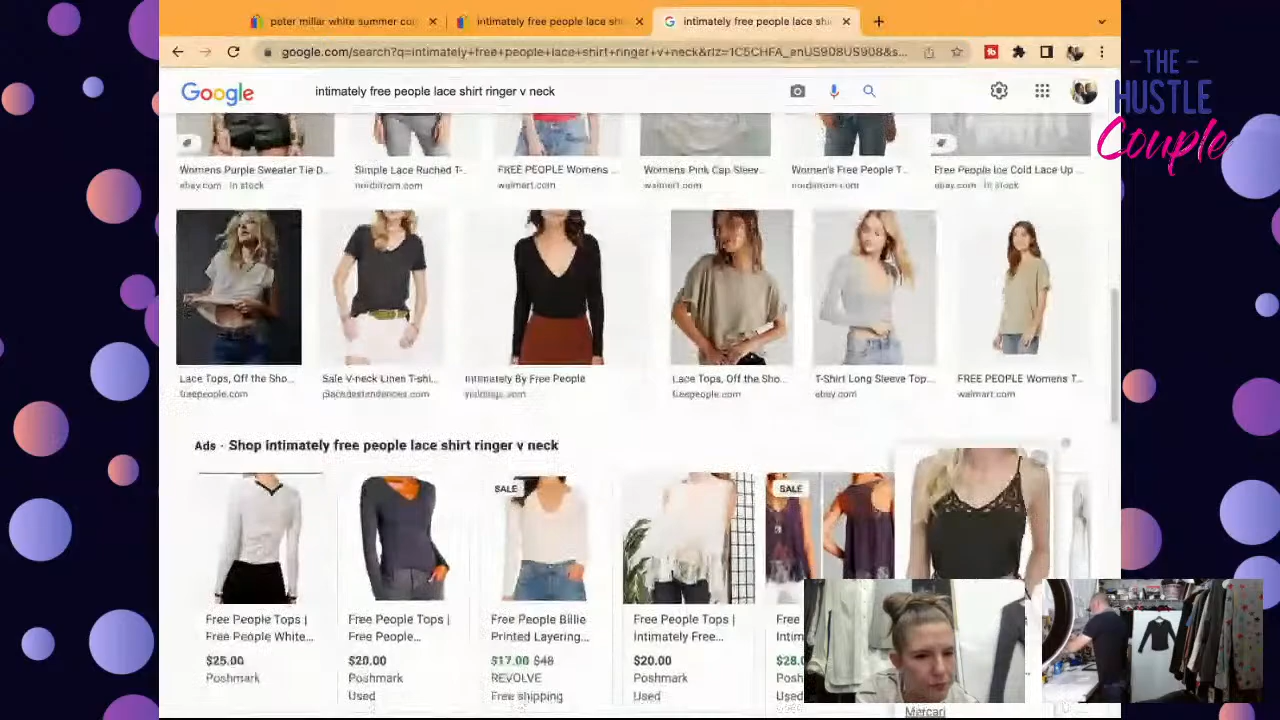 peter millar white summer co
intimately free people lace sh
intimately free people lace shi
google.com/search?q=intimately+free+people+lace+shirt+ringer+v+neck&rlz=1C5CHFA_enUS908US908&s...
-THE-
HUSTLE
Couple
Google
intimately free people lace shirt ringer v neck
Womens Purple Sweater Tie D...
Simple Lace Ruched T-...
FREE PEOPLE Womens ...
Womens Pink Cap Sleev...
Women's Free People T...
Free People Ice Cold Lace Up ...
ebay.com · In stock
nordstrom.com
walmart.com
walmart.com
nordstrom.com
ebay.com · In stock
Lace Tops, Off the Sho...
Sale V-neck Linen T-shi...
Intimately By Free People
Lace Tops, Off the Sho...
T-Shirt Long Sleeve Top...
FREE PEOPLE Womens T...
freepeople.com
placedestendances.com
freepeople.com
ebay.com
walmart.com
Ads · Shop intimately free people lace shirt ringer v neck
SALE
SALE
Free People Tops |
Free People White...
$25.00
Poshmark
Free People Tops |
Free People...
$20.00
Poshmark
Used
Free People Billie
Printed Layering...
$17.00 $48
REVOLVE
Free shipping
Free People Tops |
Intimately Free...
$20.00
Poshmark
Used
Free
Intim
$28.
Posh
Used
Mercari